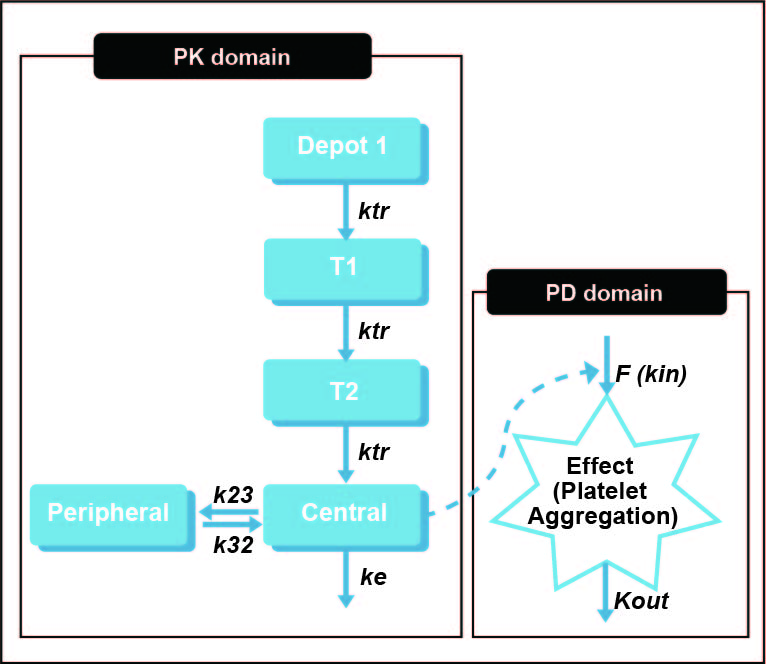 PK domain
Depot 1
ktr
T1
ktr
T2
ktr
Peripheral
k23
k32
Central
ke
PD domain
F (kin)
Effect
(Platelet
Aggregation)
Kout